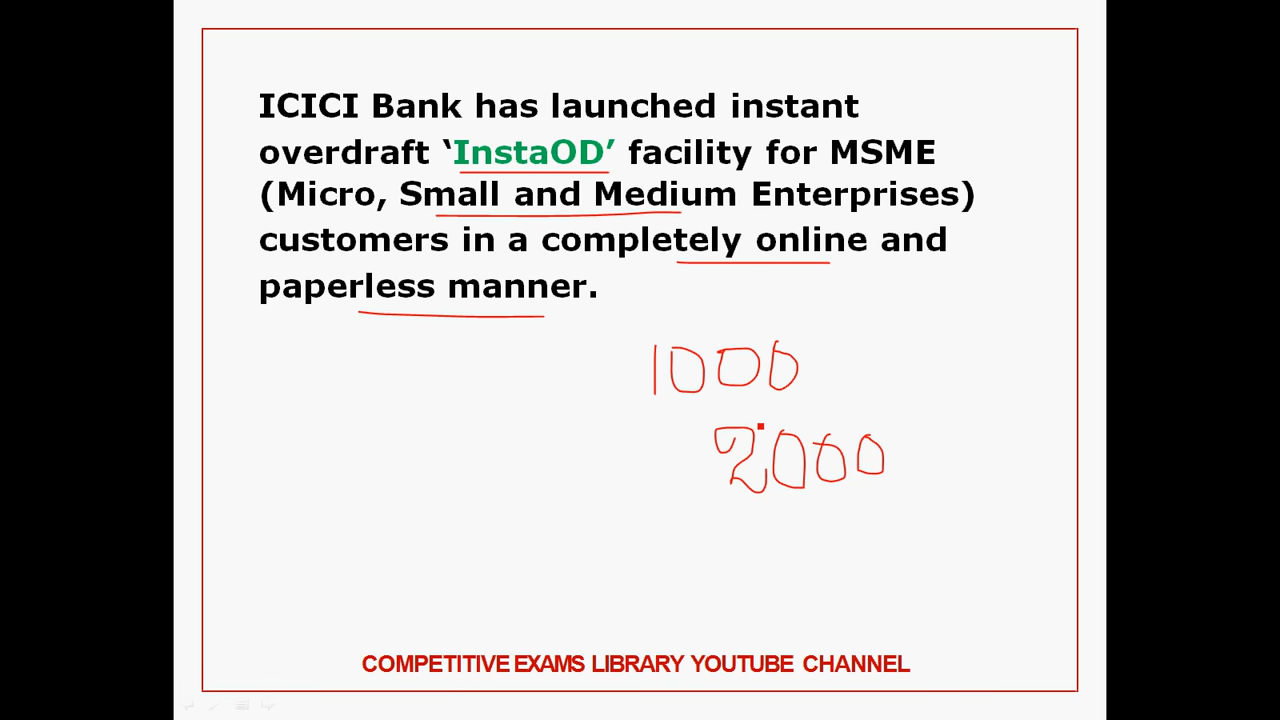 ICICI Bank has launched instant
overdraft ‘InstaOD’ facility for MSME
(Micro, Small and Medium Enterprises)
customers in a completely online and
paperless manner.
1000
2000
COMPETITIVE EXAMS LIBRARY YOUTUBE CHANNEL